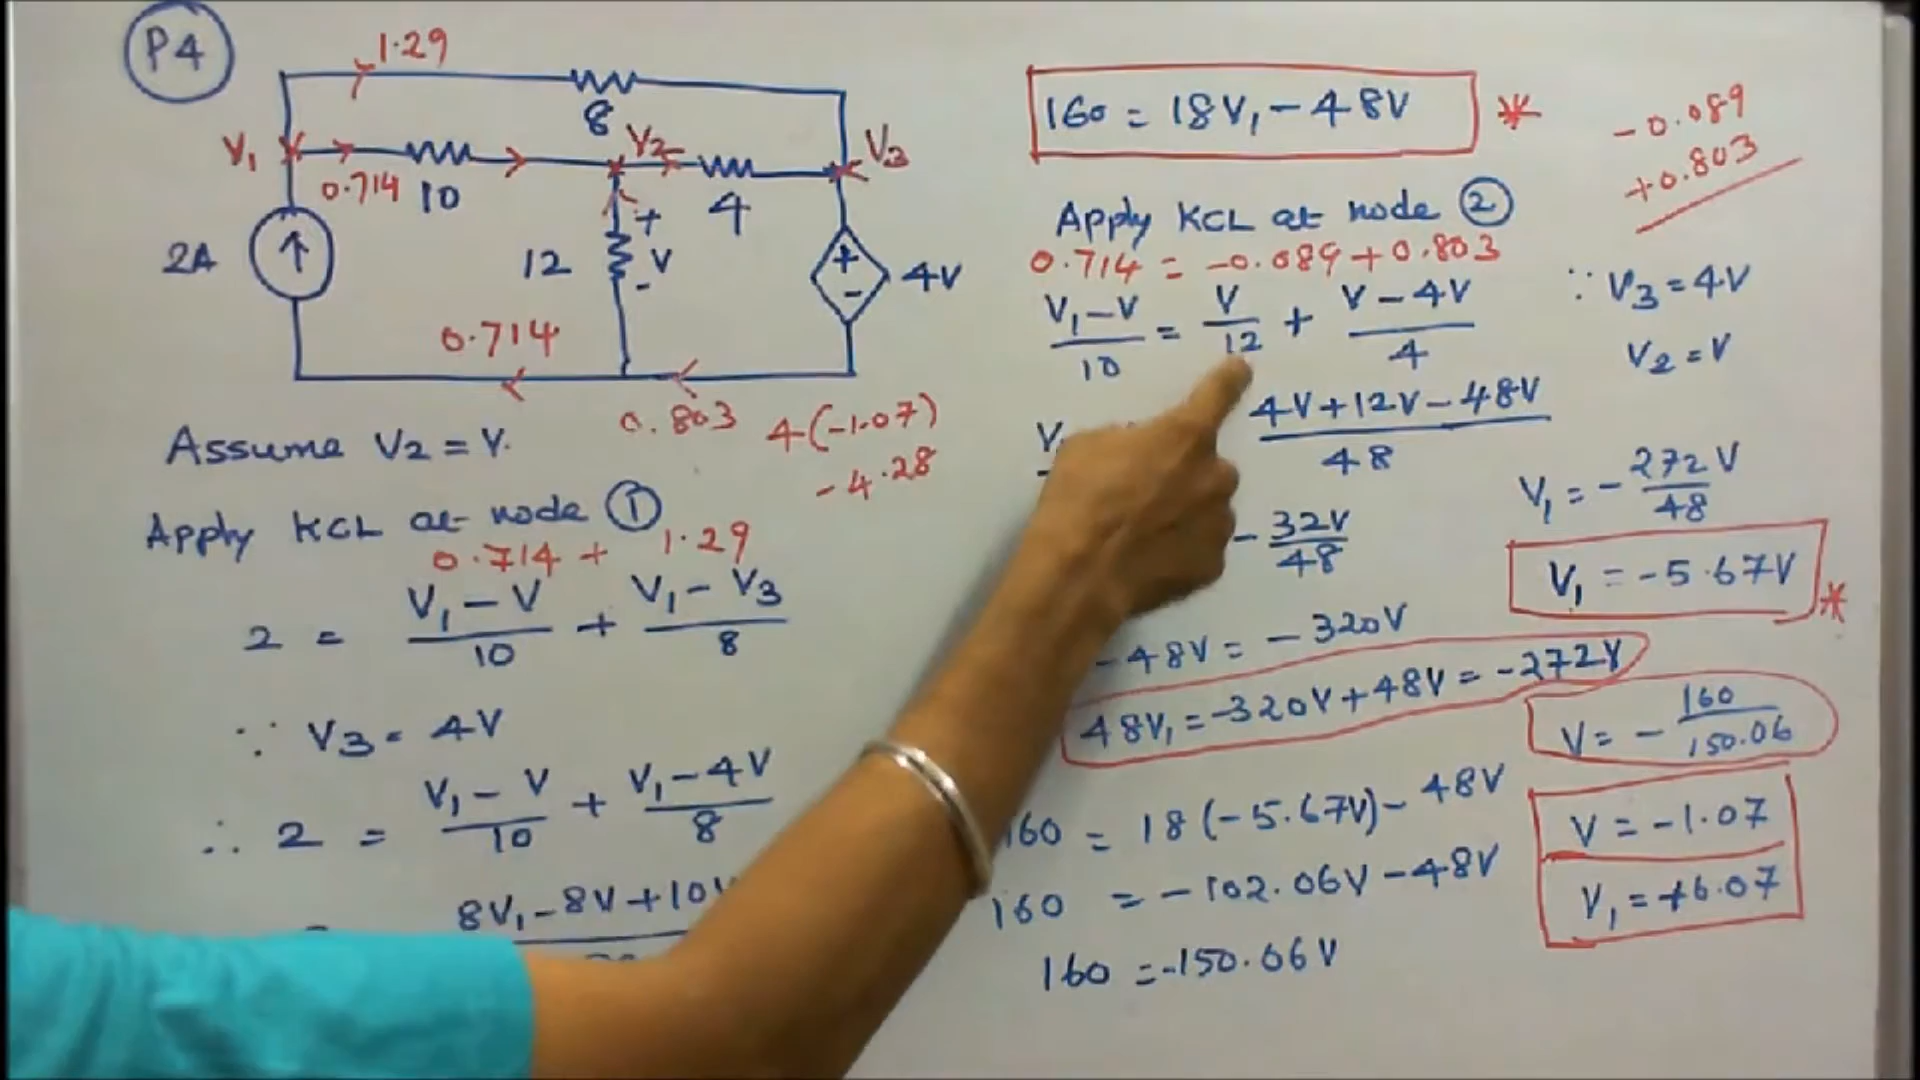 P4
1.29
8
V1
V2
V3
0.714
10
4
2A
12
+
V
-
+
-
4V
0.714
0.803
4(-1.07)
-4.28
Assume V2 = V.
Apply KCL at node ①
0.714 + 1.29
2 = V1 - V / 10 + V1 - V3 / 8
∵ V3 = 4V
∴ 2 = V1 - V / 10 + V1 - 4V / 8
8V1 - 8V + 10V
160 = 18V1 - 48V *
-0.089
+0.803
Apply KCL at node ②
0.714 = -0.089 + 0.803
V1 - V / 10 = V / 12 + V - 4V / 4
∵ V3 = 4V
V2 = V
4V + 12V - 48V / 48
- 32V / 48
V1 = - 272V / 48
V1 = -5.67V *
- 48V = - 320V
48V1 = -320V + 48V = -272V
V = - 160 / 150.06
160 = 18(-5.67V) - 48V
160 = -102.06V - 48V
160 = -150.06V
V = -1.07
V1 = +6.07